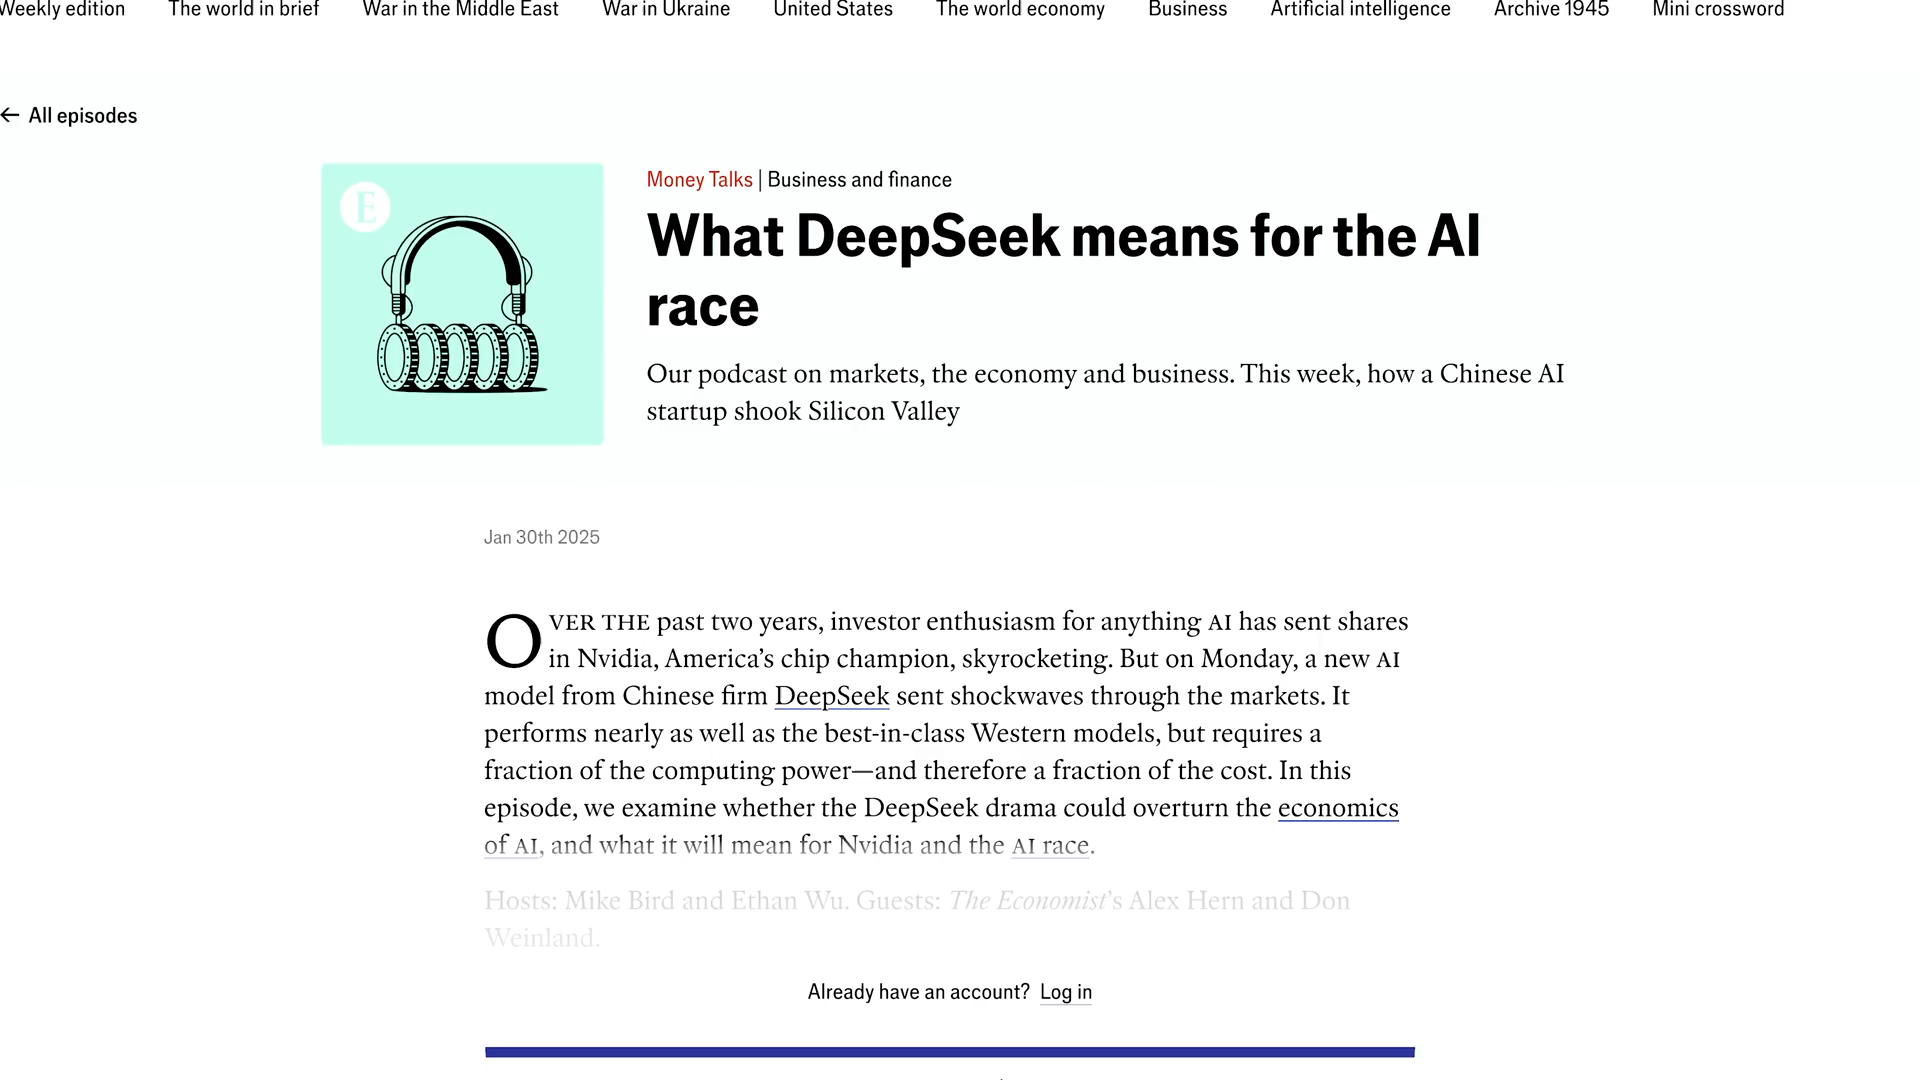 Weekly edition The world in brief War in the Middle East War in Ukraine United States The world economy Business Artificial intelligence Archive 1945 Mini crossword
← All episodes
E
Money Talks | Business and finance
What DeepSeek means for the AI
race
Our podcast on markets, the economy and business. This week, how a Chinese AI
startup shook Silicon Valley
Jan 30th 2025
OVER THE past two years, investor enthusiasm for anything AI has sent shares
in Nvidia, America’s chip champion, skyrocketing. But on Monday, a new AI
model from Chinese firm DeepSeek sent shockwaves through the markets. It
performs nearly as well as the best-in-class Western models, but requires a
fraction of the computing power—and therefore a fraction of the cost. In this
episode, we examine whether the DeepSeek drama could overturn the economics
of AI, and what it will mean for Nvidia and the AI race.
Hosts: Mike Bird and Ethan Wu. Guests: The Economist’s Alex Hern and Don
Weinland.
Already have an account? Log in